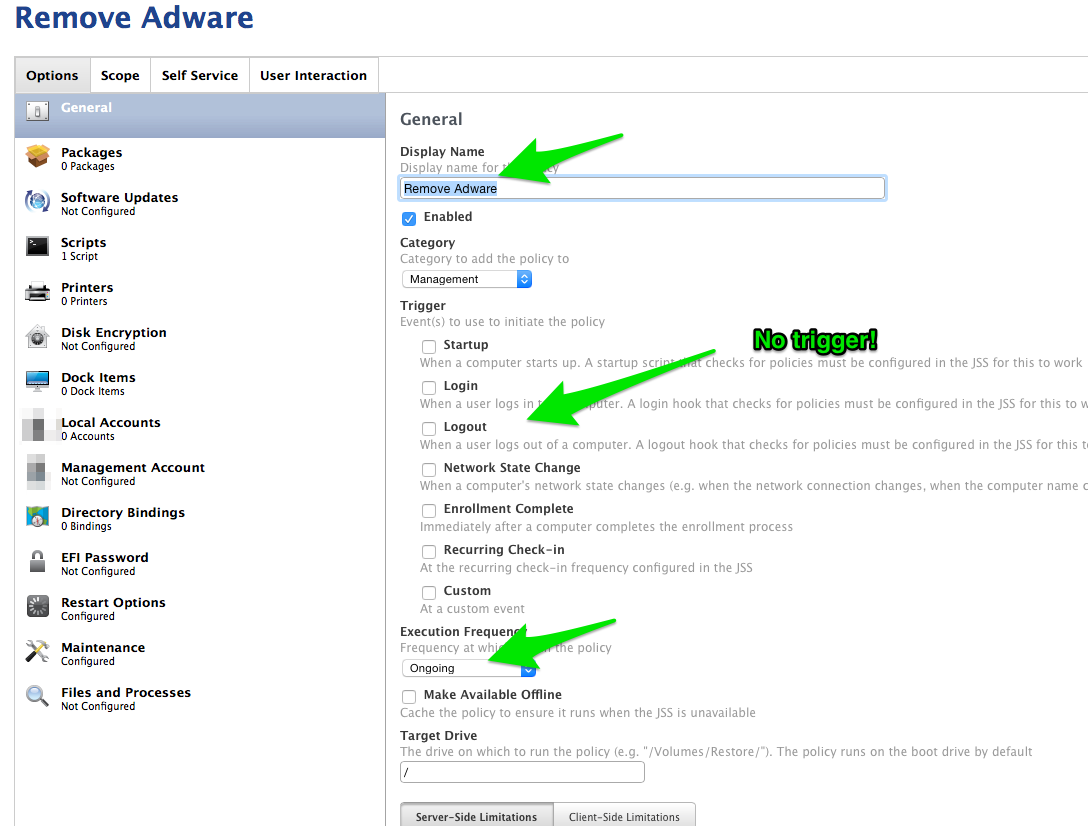 Remove Adware
Options Scope Self Service User Interaction
General
Packages
0 Packages
Software Updates
Not Configured
Scripts
1 Script
Printers
0 Printers
Disk Encryption
Not Configured
Dock Items
0 Dock Items
Local Accounts
0 Accounts
Management Account
Not Configured
Directory Bindings
0 Bindings
EFI Password
Not Configured
Restart Options
Configured
Maintenance
Configured
Files and Processes
Not Configured
General
Display Name
Display name for
Remove Adware
Enabled
Category
Category to add the policy to
Management
Trigger
Event(s) to use to initiate the policy
No trigger!
Startup
When a computer starts up. A startup script that checks for policies must be configured in the JSS for this to work
Login
When a user logs in computer. A login hook that checks for policies must be configured in the JSS for this to w
Logout
When a user logs out of a computer. A logout hook that checks for policies must be configured in the JSS for this to
Network State Change
When a computer's network state changes (e.g. when the network connection changes, when the computer name c
Enrollment Complete
Immediately after a computer completes the enrollment process
Recurring Check-in
At the recurring check-in frequency configured in the JSS
Custom
At a custom event
Execution Frequency
Frequency at the policy
Ongoing
Make Available Offline
Cache the policy to ensure it runs when the JSS is unavailable
Target Drive
The drive on which to run the policy (e.g. "/Volumes/Restore/"). The policy runs on the boot drive by default
/
Server-Side Limitations Client-Side Limitations